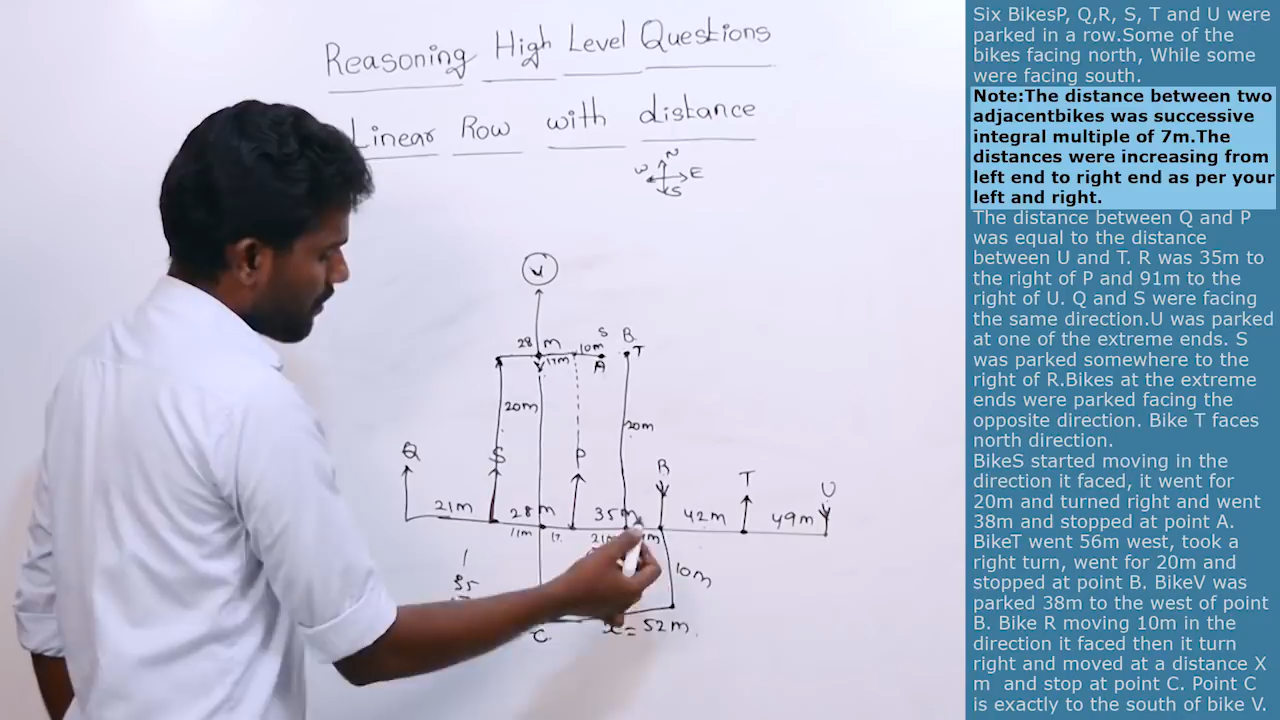 Reasoning High Level Questions
Linear Row with distance
N
W E
S
V
28 m 10m S B
V 17m A T
20m 20m
Q S P R T U
21m 28m 35m 42m 49m
11m 17.
10m
35
C x = 52m.
Six BikesP, Q,R, S, T and U were
parked in a row.Some of the
bikes facing north, While some
were facing south.
Note:The distance between two
adjacentbikes was successive
integral multiple of 7m.The
distances were increasing from
left end to right end as per your
left and right.
The distance between Q and P
was equal to the distance
between U and T. R was 35m to
the right of P and 91m to the
right of U. Q and S were facing
the same direction.U was parked
at one of the extreme ends. S
was parked somewhere to the
right of R.Bikes at the extreme
ends were parked facing the
opposite direction. Bike T faces
north direction.
BikeS started moving in the
direction it faced, it went for
20m and turned right and went
38m and stopped at point A.
BikeT went 56m west, took a
right turn, went for 20m and
stopped at point B. BikeV was
parked 38m to the west of point
B. Bike R moving 10m in the
direction it faced then it turn
right and moved at a distance X
m and stop at point C. Point C
is exactly to the south of bike V.